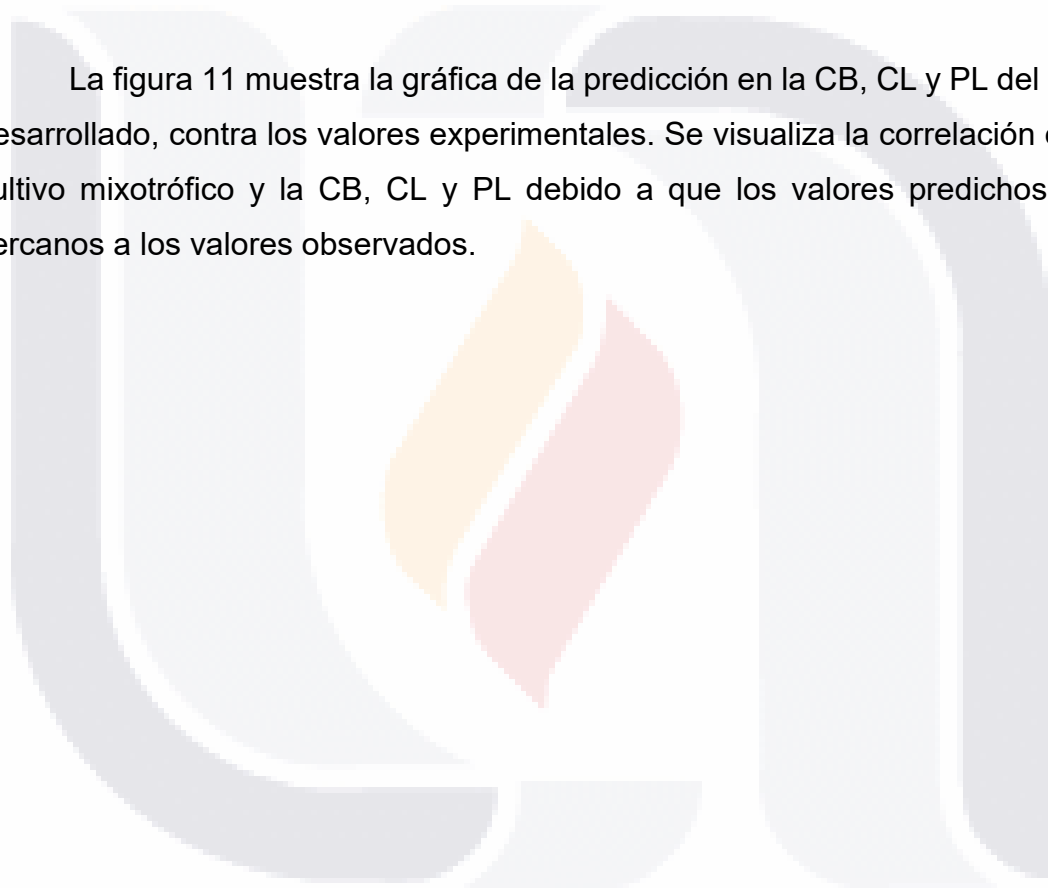 La figura 11 muestra la gráfica de la predicción en la CB, CL y PL del
esarrollado, contra los valores experimentales. Se visualiza la correlación
ultivo mixotrófico y la CB, CL y PL debido a que los valores predichos
ercanos a los valores observados.